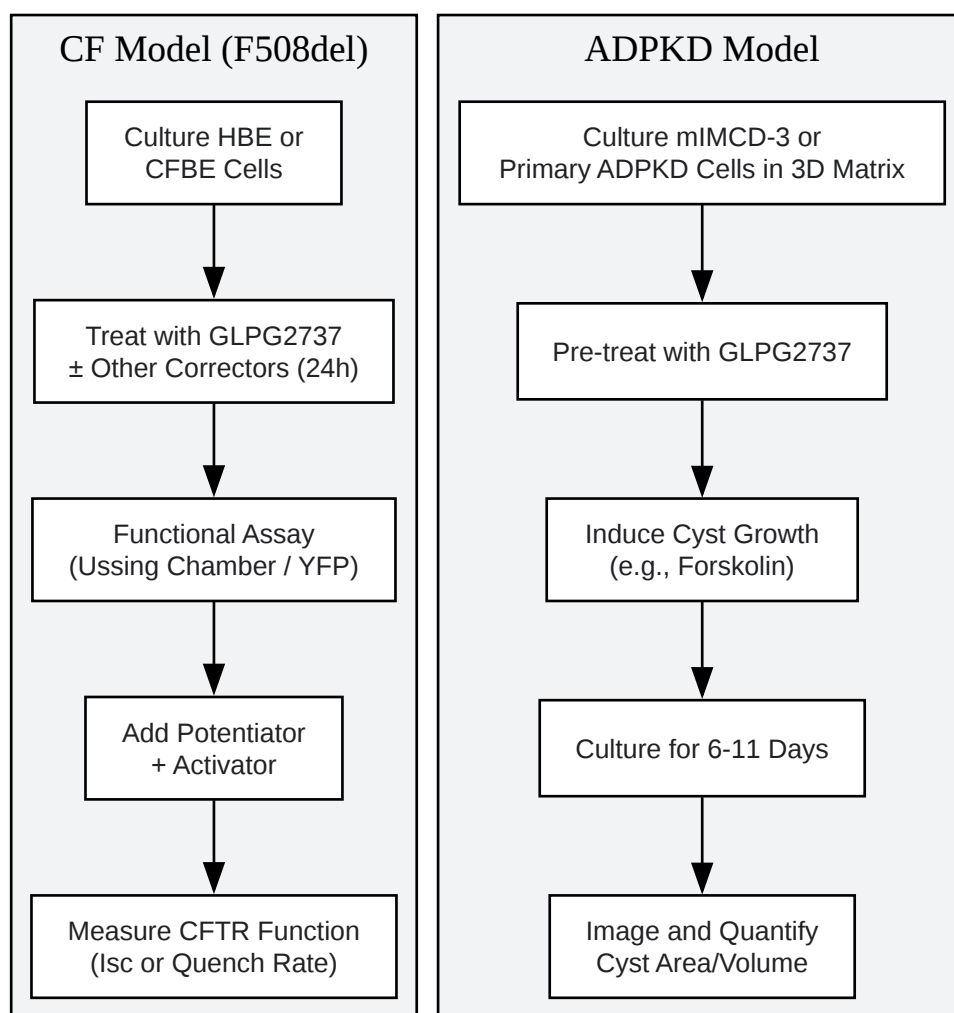 CF Model (F508del)
Culture HBE or
CFBE Cells
Treat with GLPG2737
± Other Correctors (24h)
Functional Assay
(Ussing Chamber / YFP)
Add Potentiator
+ Activator
Measure CFTR Function
(Isc or Quench Rate)
ADPKD Model
Culture mIMCD-3 or
Primary ADPKD Cells in 3D Matrix
Pre-treat with GLPG2737
Induce Cyst Growth
(e.g., Forskolin)
Culture for 6-11 Days
Image and Quantify
Cyst Area/Volume